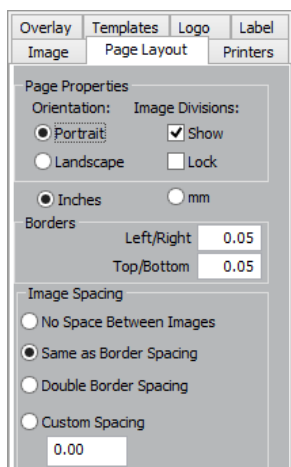 Overlay Templates Logo Label
Image Page Layout Printers
Page Properties
Orientation: Image Divisions:
Portrait Show
Landscape Lock
Inches mm
Borders
Left/Right 0.05
Top/Bott 0.05
Image Spacing
No Space Between Images
Same as Border Spacing
Double Border Spacing
Custom Spacing
0.00